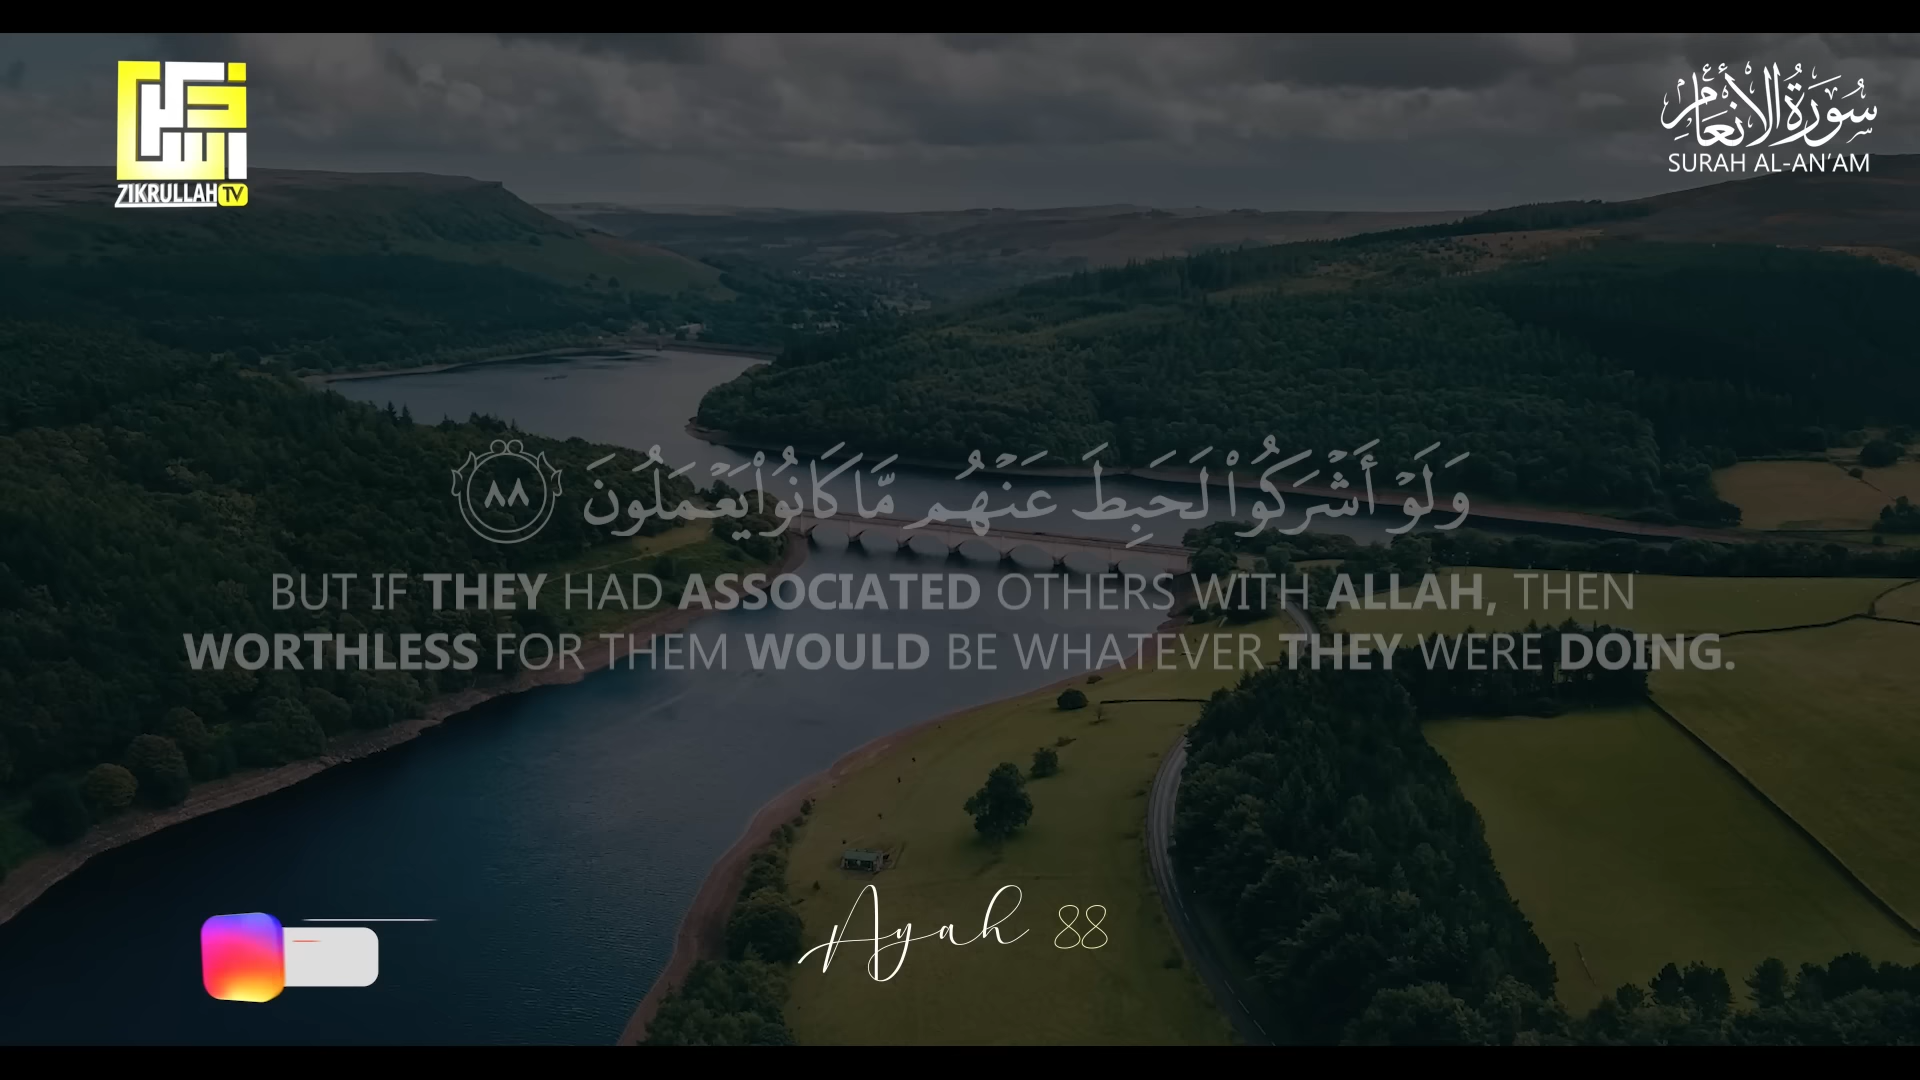 ZIKRULLAH TV
سُورَةُ الأَنْعَامِ
SURAH AL-AN'AM
وَلَوْ أَشْرَكُوا۟ لَحَبِطَ عَنْهُم مَّا كَانُوا۟ يَعْمَلُونَ ٨٨
BUT IF THEY HAD ASSOCIATED OTHERS WITH ALLAH, THEN
WORTHLESS FOR THEM WOULD BE WHATEVER THEY WERE DOING.
Ayah 88